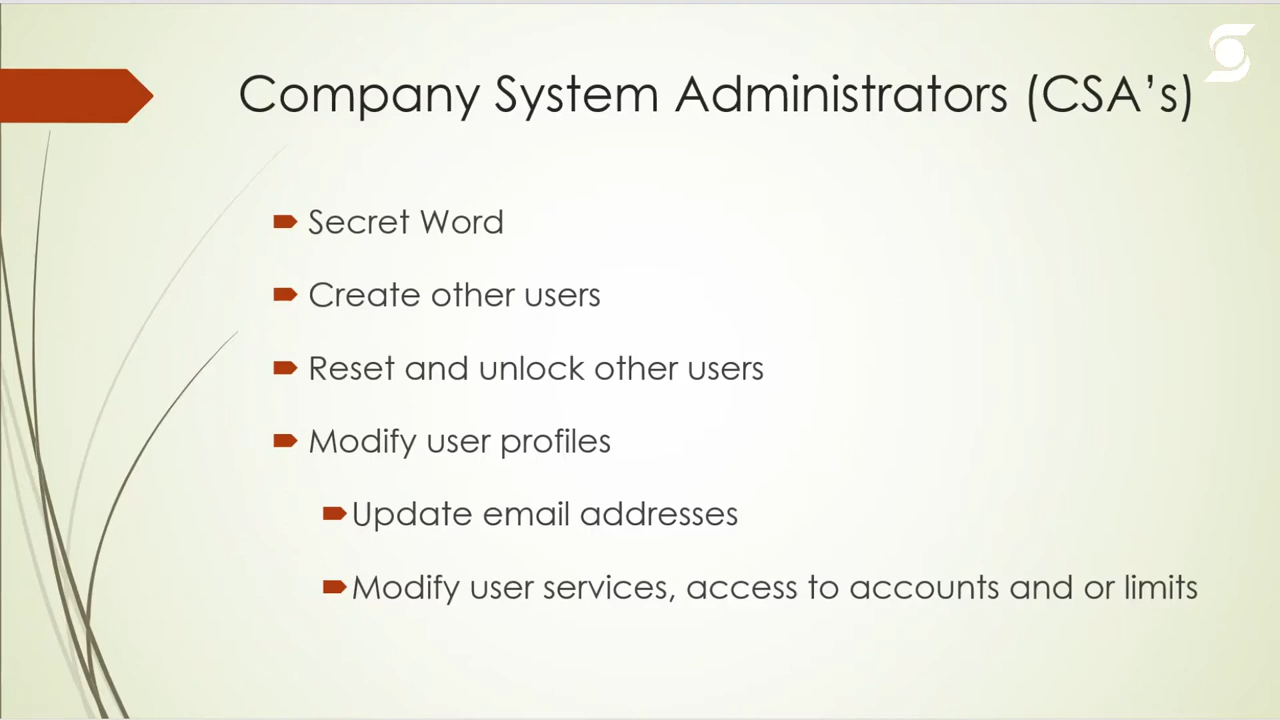 Company System Administrators (CSA’s)
Secret Word
Create other users
Reset and unlock other users
Modify user profiles
Update email addresses
Modify user services, access to accounts and or limits